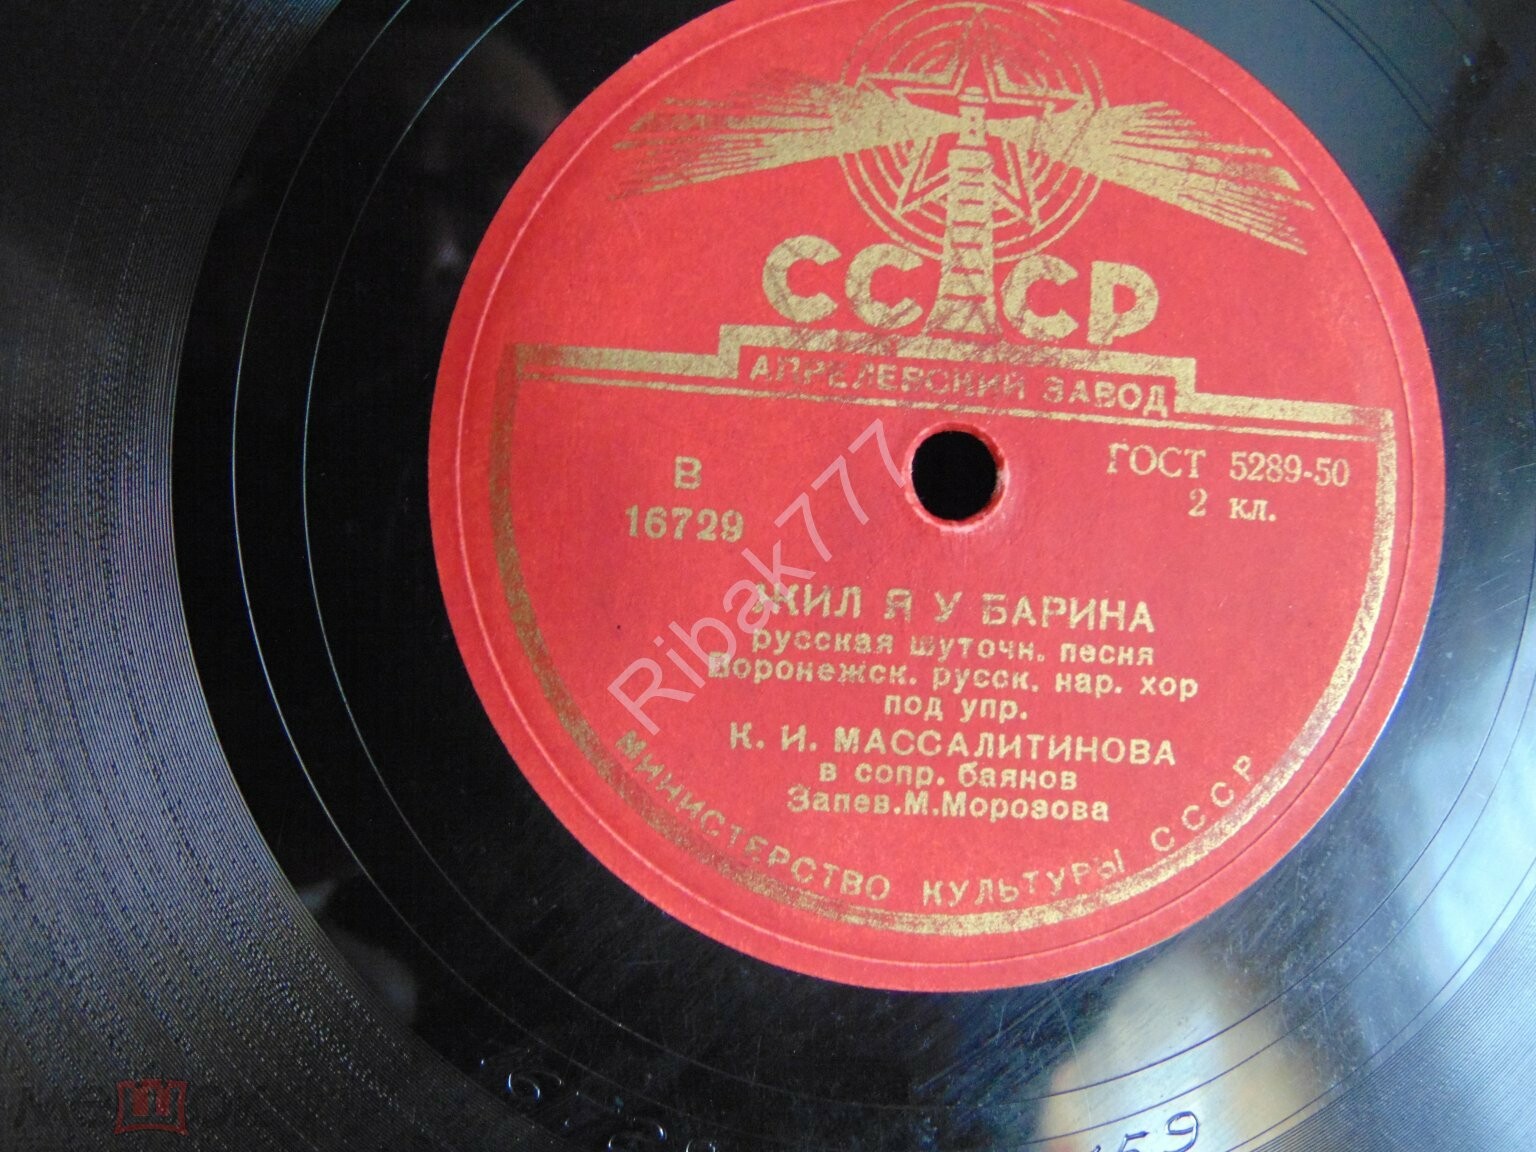 СССР
АПРЕЛЕВСКИЙ ЗАВОД
В
16729
ГОСТ 5289-50
2 кл.
ЖИЛ Я У БАРИНА
русская шуточн. песня
Воронежск. русск. нар. хор
под упр.
К. И. МАССАЛИТИНОВА
в сопр. баянов
Запев.М.Морозова
МИНИСТЕРСТВО КУЛЬТУРЫ СССР
Ribak777